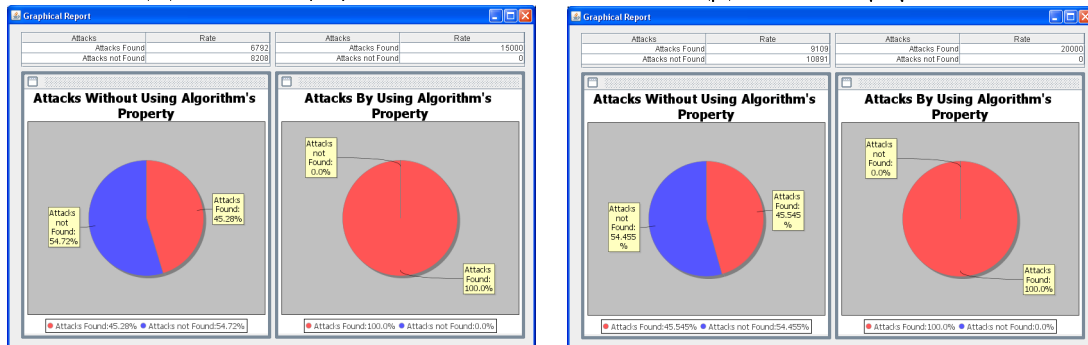 Graphical Report
Attacks Rate
Attacks Found 6792
Attacks not Found 8208
Attacks Rate
Attacks Found 15000
Attacks not Found 0
Attacks Without Using Algorithm's
Property
Attacks
not
Found:
54.72%
Attacks
Found:
45.28%
Attacks Found:45.28% Attacks not Found:54.72%
Attacks By Using Algorithm's
Property
Attacks
not
Found:
0.0%
Attacks
Found:
100.0%
Attacks Found:100.0% Attacks not Found:0.0%
Graphical Report
Attacks Rate
Attacks Found 9109
Attacks not Found 10891
Attacks Rate
Attacks Found 20000
Attacks not Found 0
Attacks Without Using Algorithm's
Property
Attacks
not
Found:
54.455
%
Attacks
Found:
45.545
%
Attacks Found:45.545% Attacks not Found:54.455%
Attacks By Using Algorithm's
Property
Attacks
not
Found:
0.0%
Attacks
Found:
100.0%
Attacks Found:100.0% Attacks not Found:0.0%